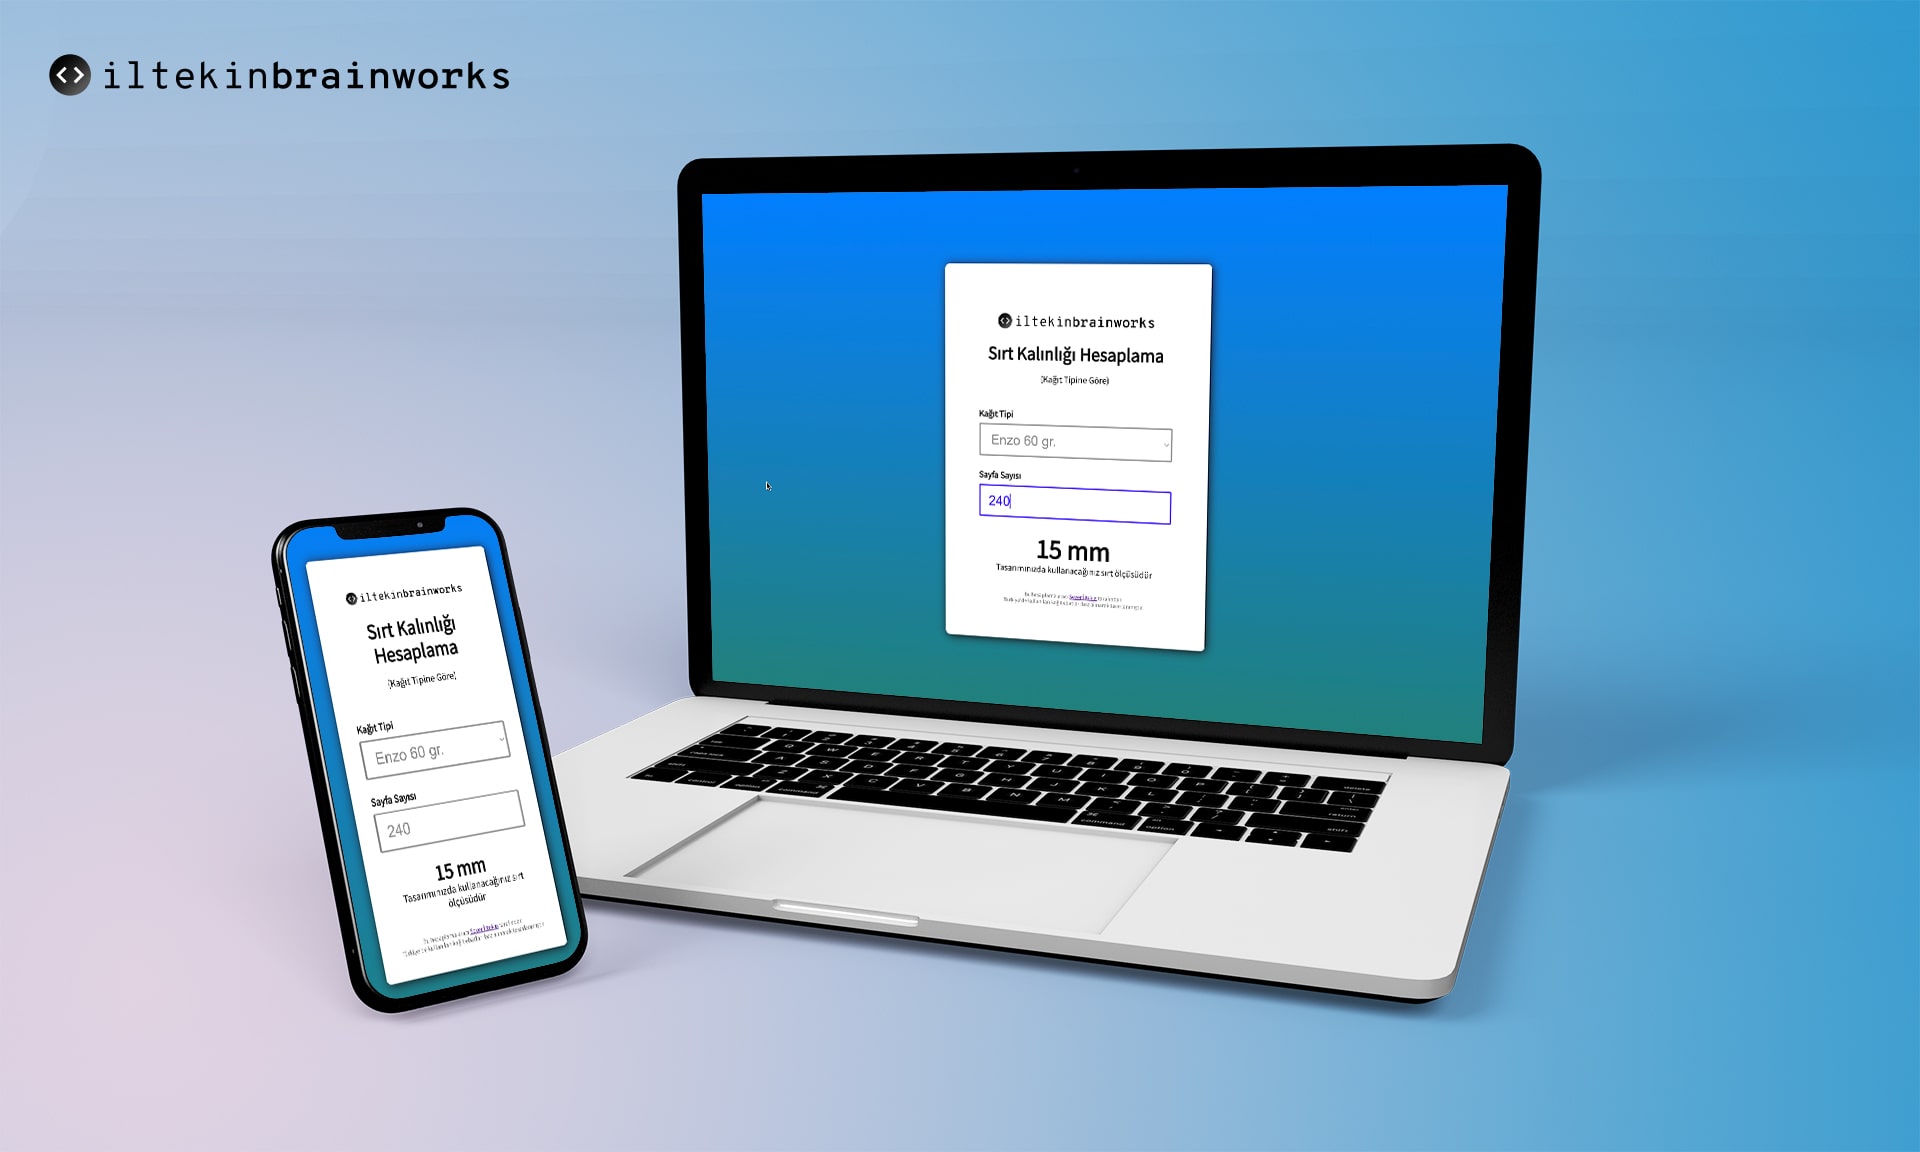 iltekinbrainworks
iltekinbrainworks
Sırt Kalınlığı Hesaplama
(Kağıt Tipine Göre)
Kağıt Tipi
Enzo 60 gr.
Sayfa Sayısı
240
15 mm
Tasarımınızda kullanacağınız sırt ölçüsüdür
iltekinbrainworks
Sırt Kalınlığı
Hesaplama
(Kağıt Tipine Göre)
Kağıt Tipi
Enzo 60 gr.
Sayfa Sayısı
240
15 mm
Tasarımınızda kullanacağınız sırt
ölçüsüdür